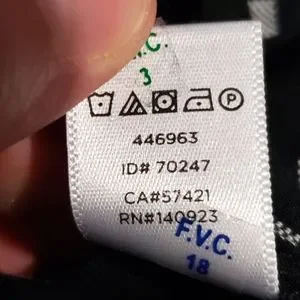 .V.C.
3
P
446963
ID# 70247
CA#57421
RN#140923
F.V.C.
18